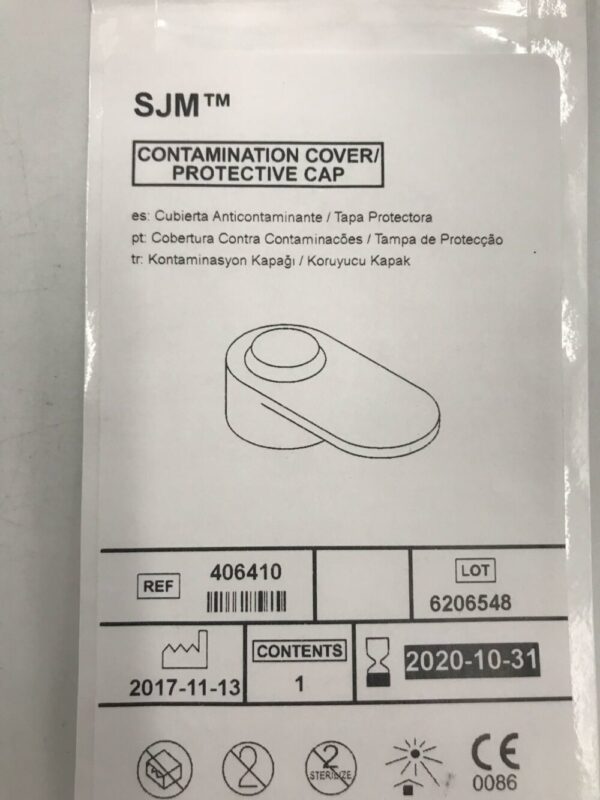 SJM™
CONTAMINATION COVER/
PROTECTIVE CAP
es: Cubierta Anticontaminante / Tapa Protectora
pt: Cobertura Contra Contaminacões / Tampa de Protecção
tr: Kontaminasyon Kapağı / Koruyucu Kapak
REF 406410
LOT
6206548
2017-11-13
CONTENTS
1
2020-10-31
2
2
STERILIZE
CE
0086